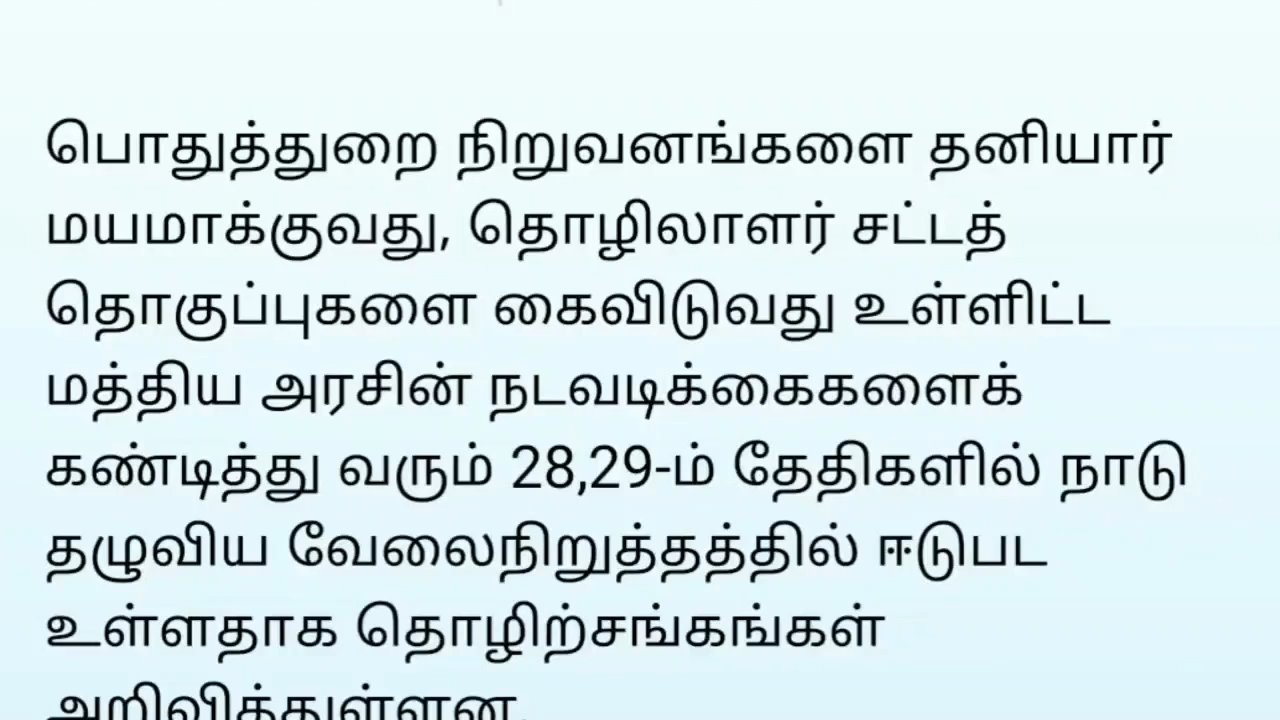 பொதுத்துறை நிறுவனங்களை தனியார்
மயமாக்குவது, தொழிலாளர் சட்டத்
தொகுப்புகளை கைவிடுவது உள்ளிட்ட
மத்திய அரசின் நடவடிக்கைகளைக்
கண்டித்து வரும் 28,29-ம் தேதிகளில் நாடு
தழுவிய வேலைநிறுத்தத்தில் ஈடுபட
உள்ளதாக தொழிற்சங்கங்கள்
அறிவித்துள்ளன.